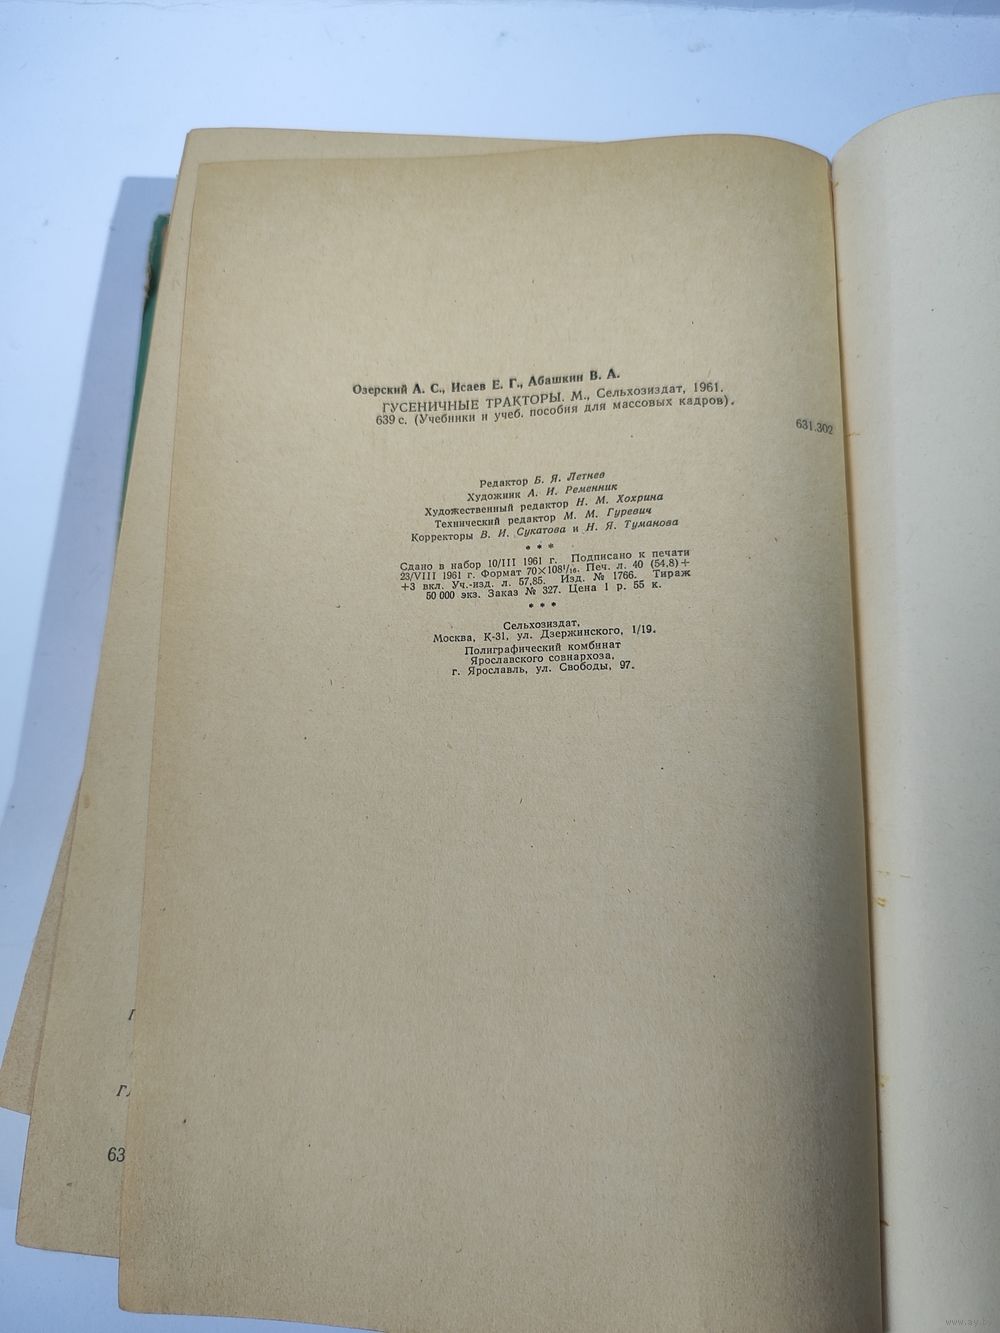 Озерский А. С., Исаев Е. Г., Абашкин В. А.
ГУСЕНИЧНЫЕ ТРАКТОРЫ. М., Сельхозиздат, 1961.
639 с. (Учебники и учеб. пособия для массовых кадров).
631.302
Редактор Б. Я. Летнев
Художник А. И. Ременник
Художественный редактор Н. М. Хохрина
Технический редактор М. М. Гуревич
Корректоры В. И. Сукатова и Н. Я. Туманова
* * *
Сдано в набор 10/III 1961 г. Подписано к печати
23/VIII 1961 г. Формат 70×108¹/₁₆. Печ. л. 40 (54,8)+
+3 вкл. Уч.-изд. л. 57,85. Изд. № 1766. Тираж
50 000 экз. Заказ № 327. Цена 1 р. 55 к.
* * *
Сельхозиздат,
Москва, К-31, ул. Дзержинского, 1/19.
Полиграфический комбинат
Ярославского совнархоза,
г. Ярославль, ул. Свободы, 97.
63